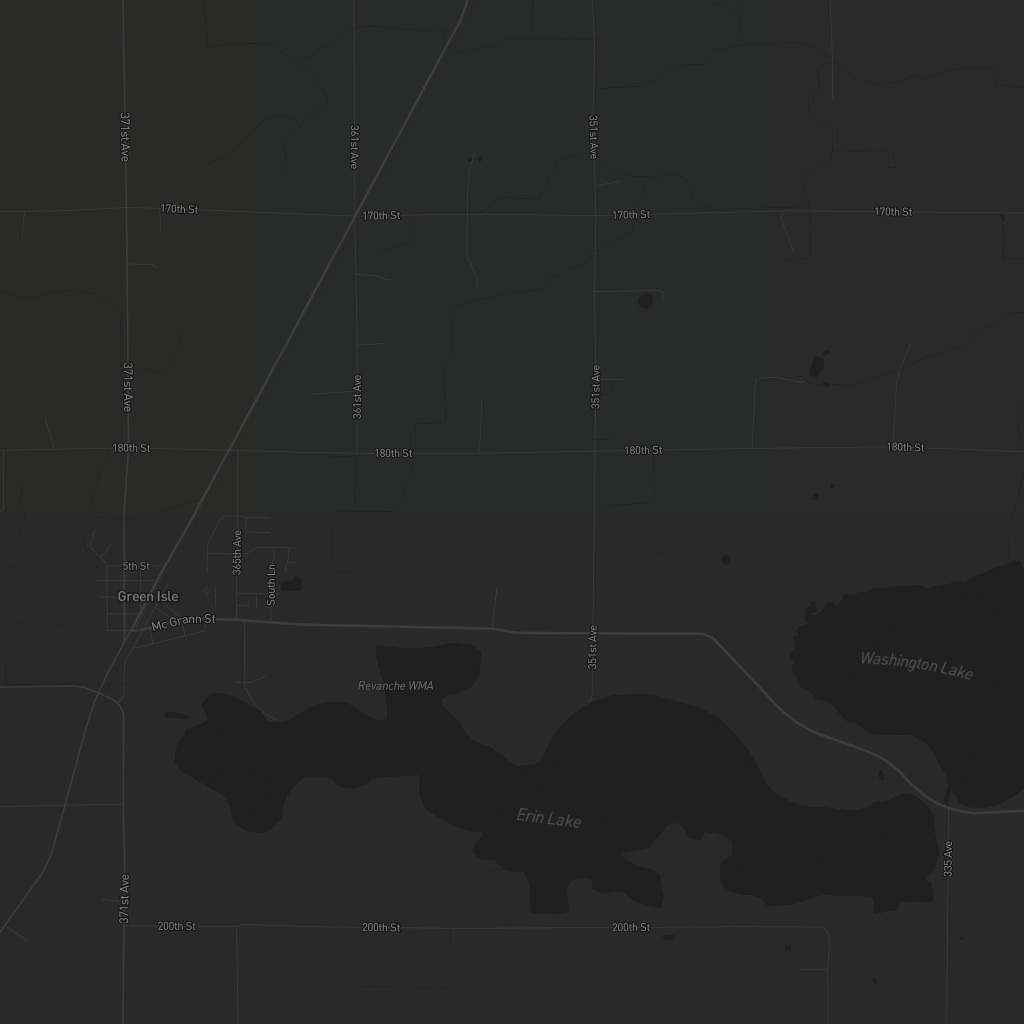 371st Ave
361st Ave
351st Ave
170th St
170th St
170th St
170th St
371st Ave
361st Ave
351st Ave
180th St
180th St
180th St
180th St
365th Ave
5th St
South Ln
Green Isle
Mc Grann St
351st Ave
Washington Lake
Revanche WMA
Erin Lake
335 Ave
371st Ave
200th St
200th St
200th St